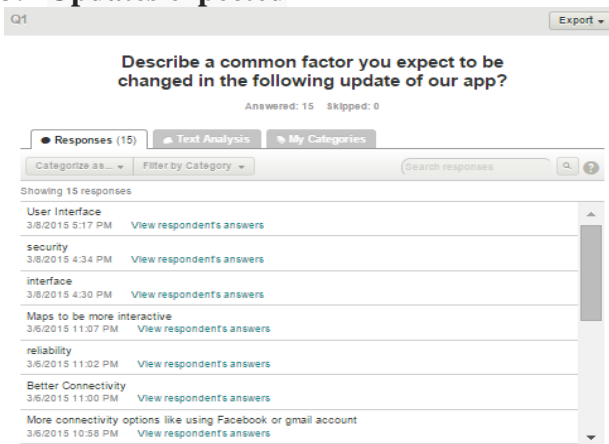 Updates expected
Q1
Export
Describe a common factor you expect to be
changed in the following update of our app?
Answered: 15 Skipped: 0
Responses (15) Text Analysis My Categories
Categorize as... Filter by Category Search responses ?
Showing 15 responses
User Interface
3/8/2015 5:17 PM View respondent's answers
security
3/8/2015 4:34 PM View respondent's answers
interface
3/8/2015 4:30 PM View respondent's answers
Maps to be more interactive
3/6/2015 11:07 PM View respondent's answers
reliability
3/6/2015 11:02 PM View respondent's answers
Better Connectivity
3/6/2015 11:00 PM View respondent's answers
More connectivity options like using Facebook or gmail account
3/6/2015 10:58 PM View respondent's answers